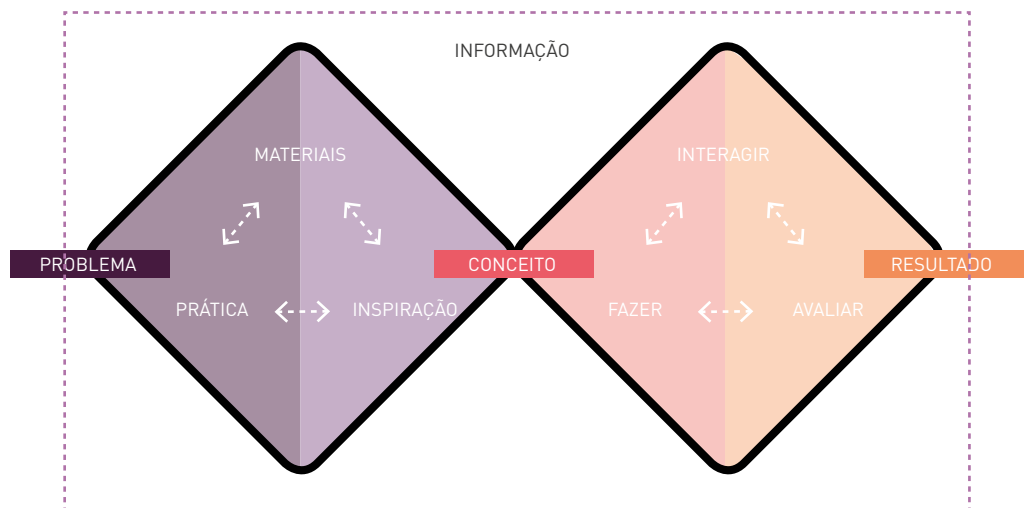 INFORMAÇÃO
MATERIAIS
INTERAGIR
PROBLEMA
CONCEITO
RESULTADO
PRÁTICA
INSPIRAÇÃO
FAZER
AVALIAR